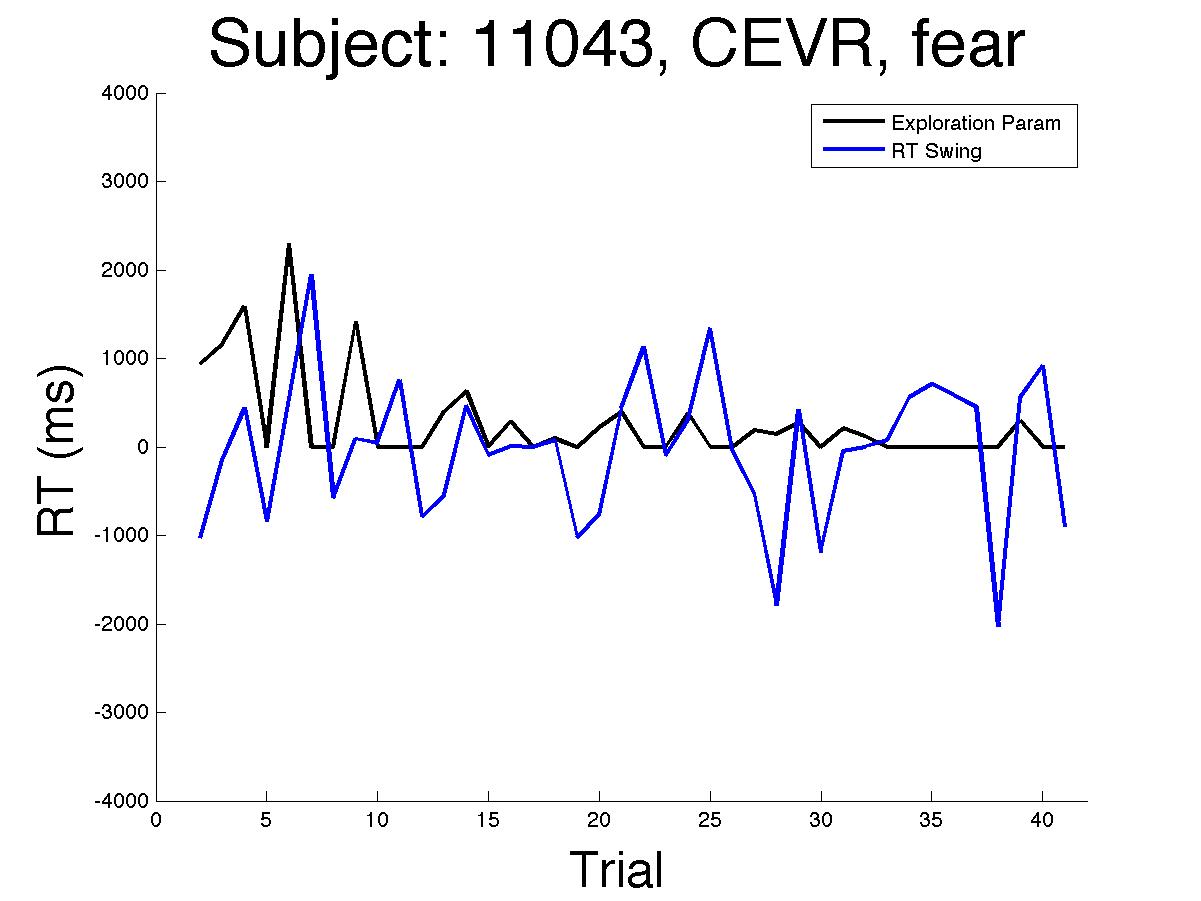 Subject: 11043, CEVR, fear
Exploration Param
RT Swing
4000
3000
2000
1000
0
-1000
-2000
-3000
-4000
RT (ms)
0 5 10 15 20 25 30 35 40
Trial